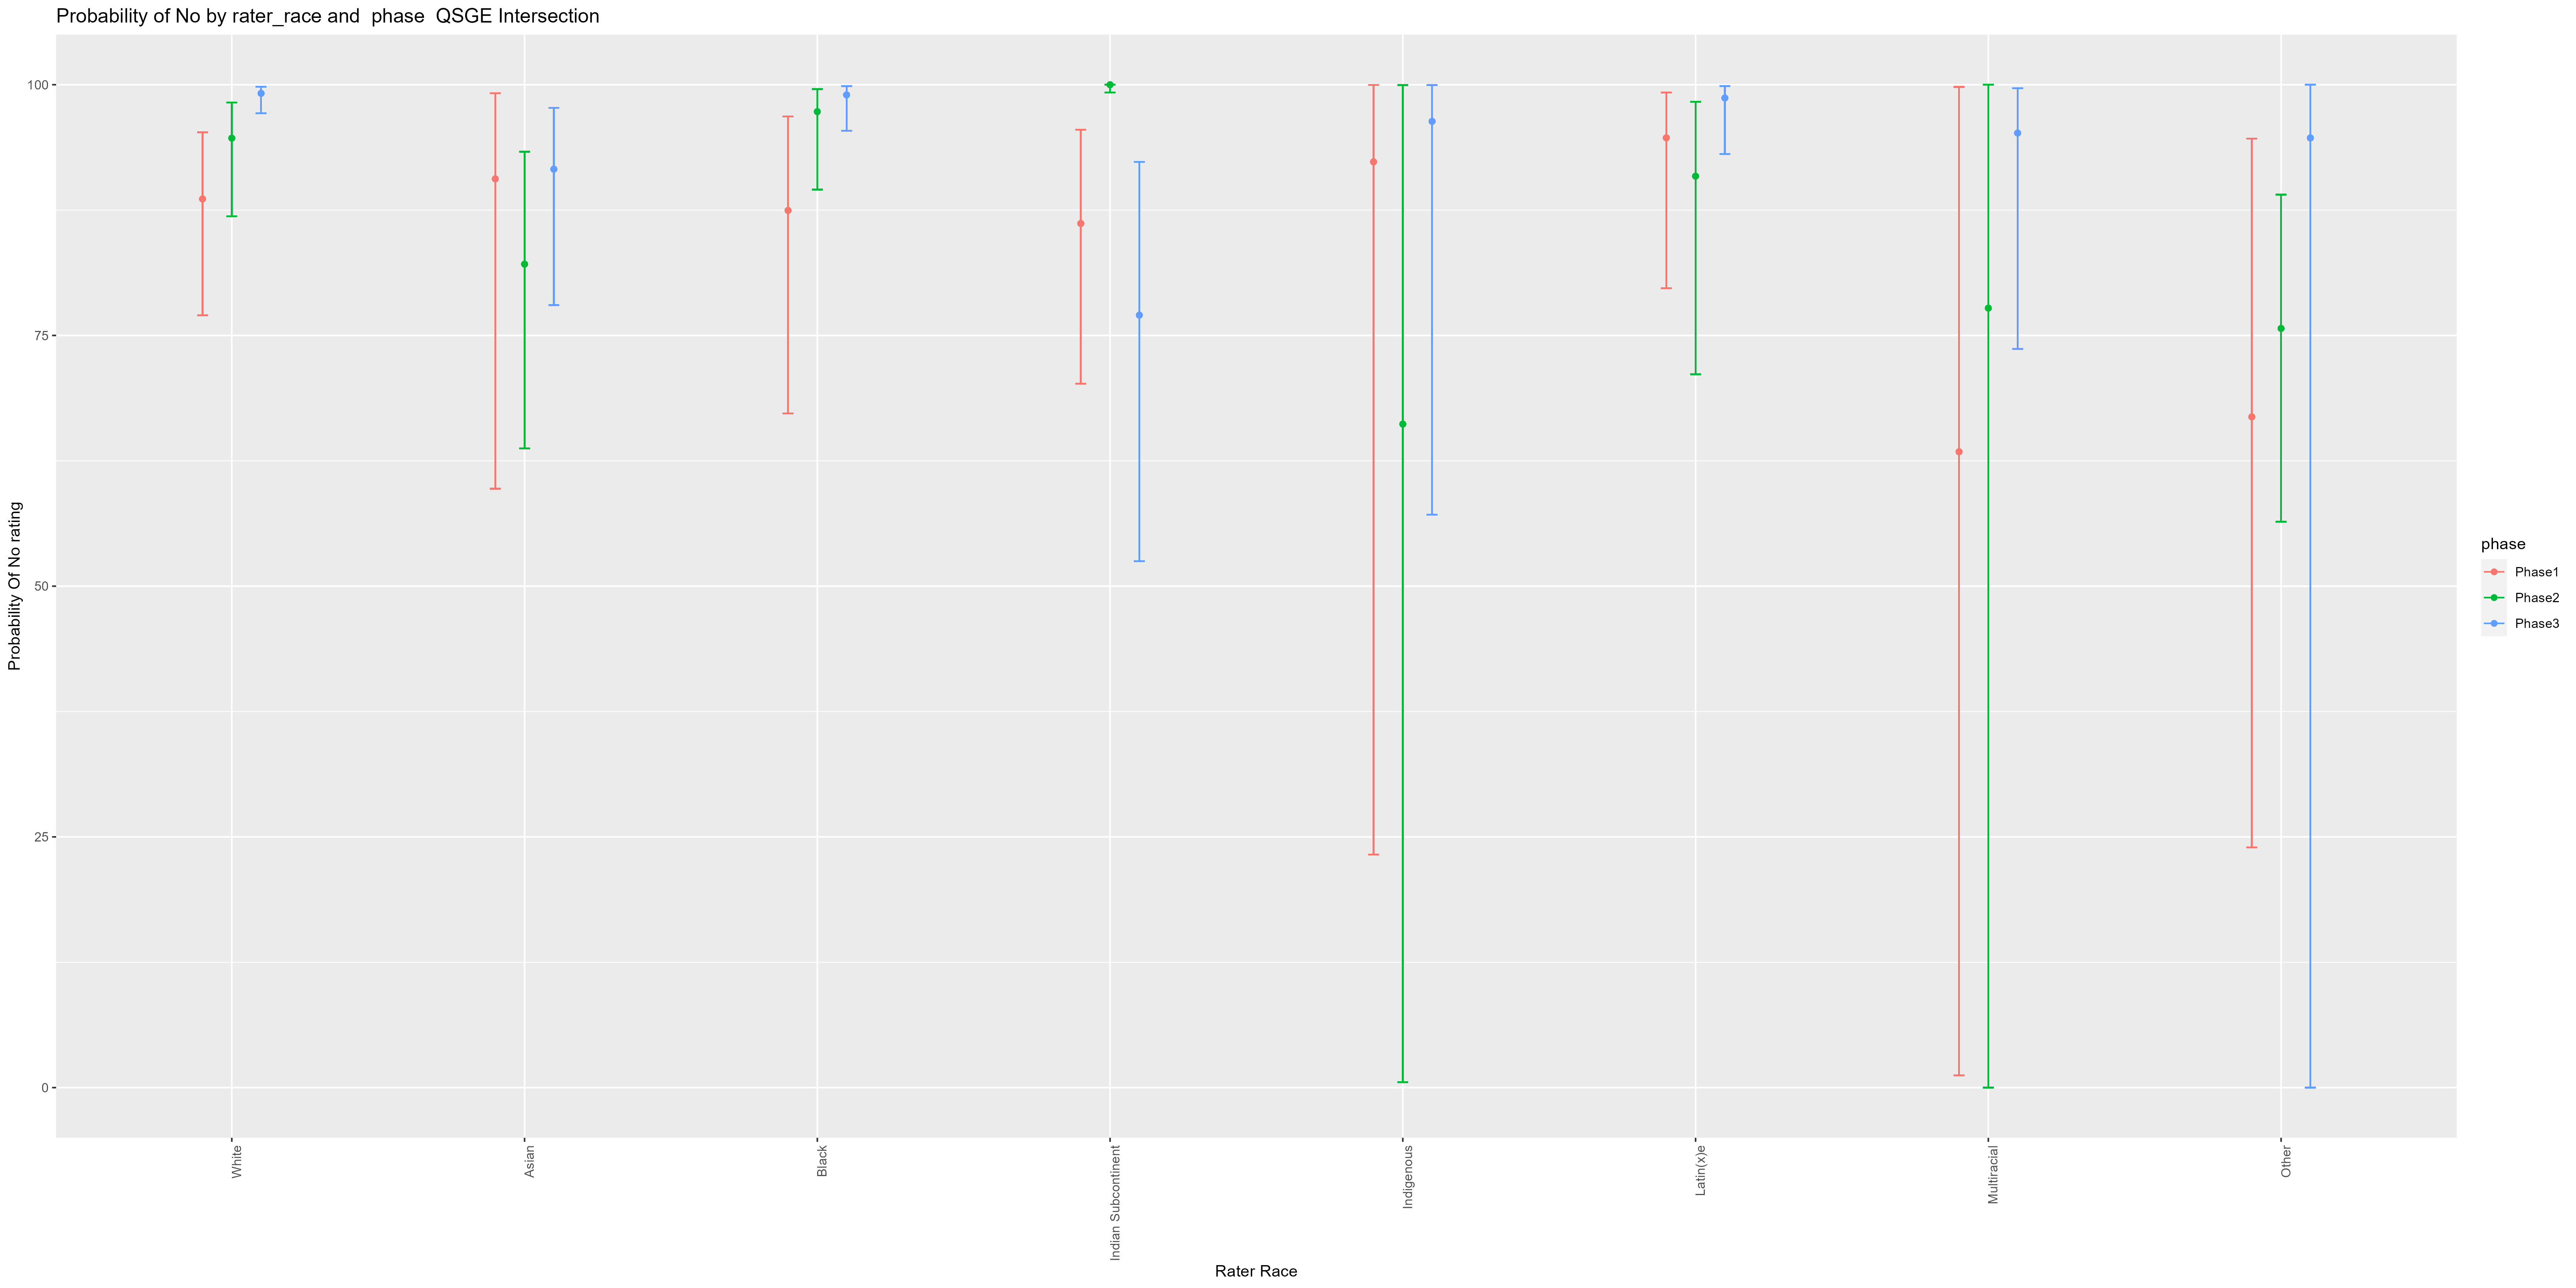 Probability of No by rater_race and  phase  QSGE Intersection
Probability Of No rating
100
75
50
25
0
White
Asian
Black
Indian Subcontinent
Indigenous
Latin(x)e
Multiracial
Other
Rater Race
phase
Phase1
Phase2
Phase3